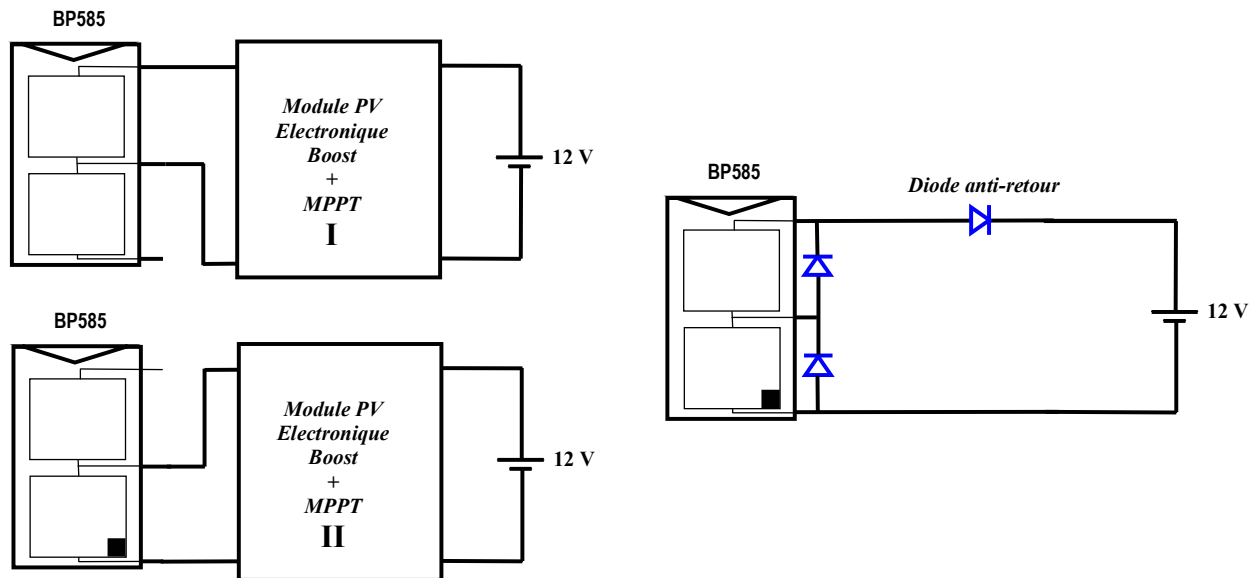 BP585
Module PV
Electronique
Boost
+
MPPT
I
12 V
BP585
Module PV
Electronique
Boost
+
MPPT
II
12 V
BP585
Diode anti-retour
12 V